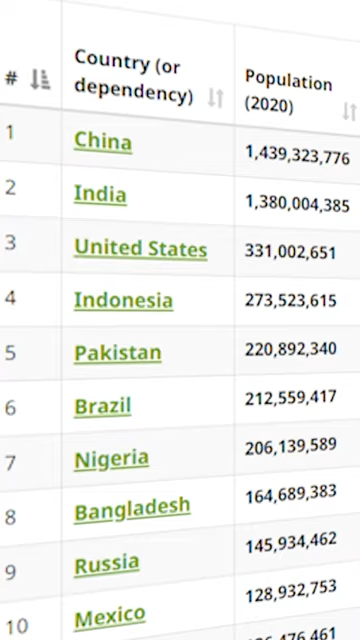 # Country (or dependency) Population (2020)
1 China 1,439,323,776
2 India 1,380,004,385
3 United States 331,002,651
4 Indonesia 273,523,615
5 Pakistan 220,892,340
6 Brazil 212,559,417
7 Nigeria 206,139,589
8 Bangladesh 164,689,383
9 Russia 145,934,462
10 Mexico 128,932,753